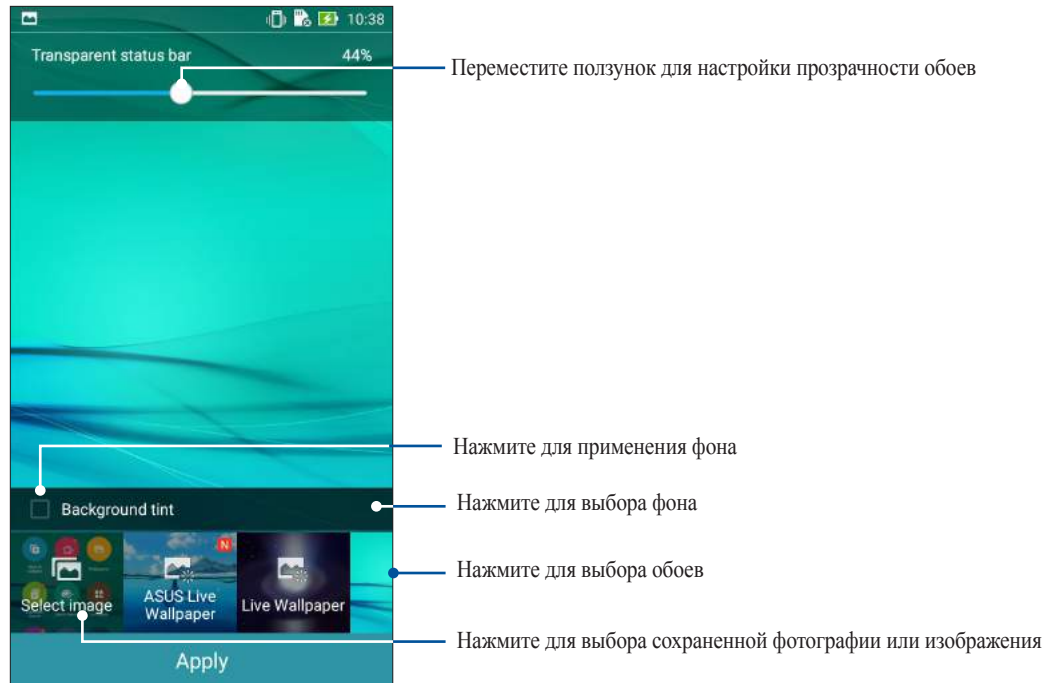 10:38
Transparent status bar 44%
Переместите ползунок для настройки прозрачности обоев
Нажмите для применения фона
Background tint
Нажмите для выбора фона
N
Select image
ASUS Live
Wallpaper
Live Wallpaper
Нажмите для выбора обоев
Нажмите для выбора сохраненной фотографии или изображения
Apply